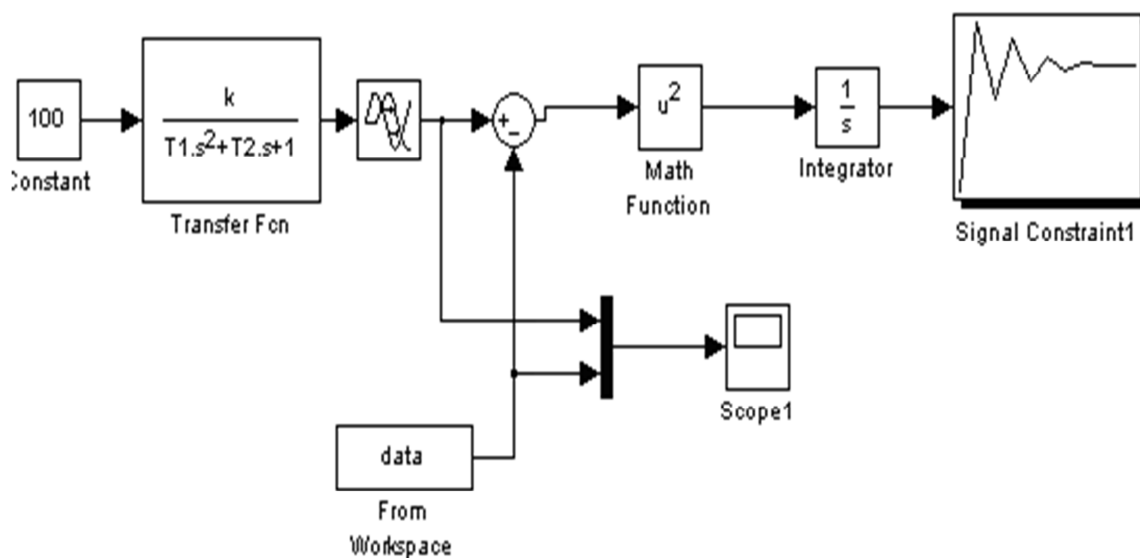 100
Constant
k
T1.s²+T2.s+1
Transfer Fcn
+
−
u²
Math
Function
1
s
Integrator
Signal Constraint1
Scope1
data
From
Workspace